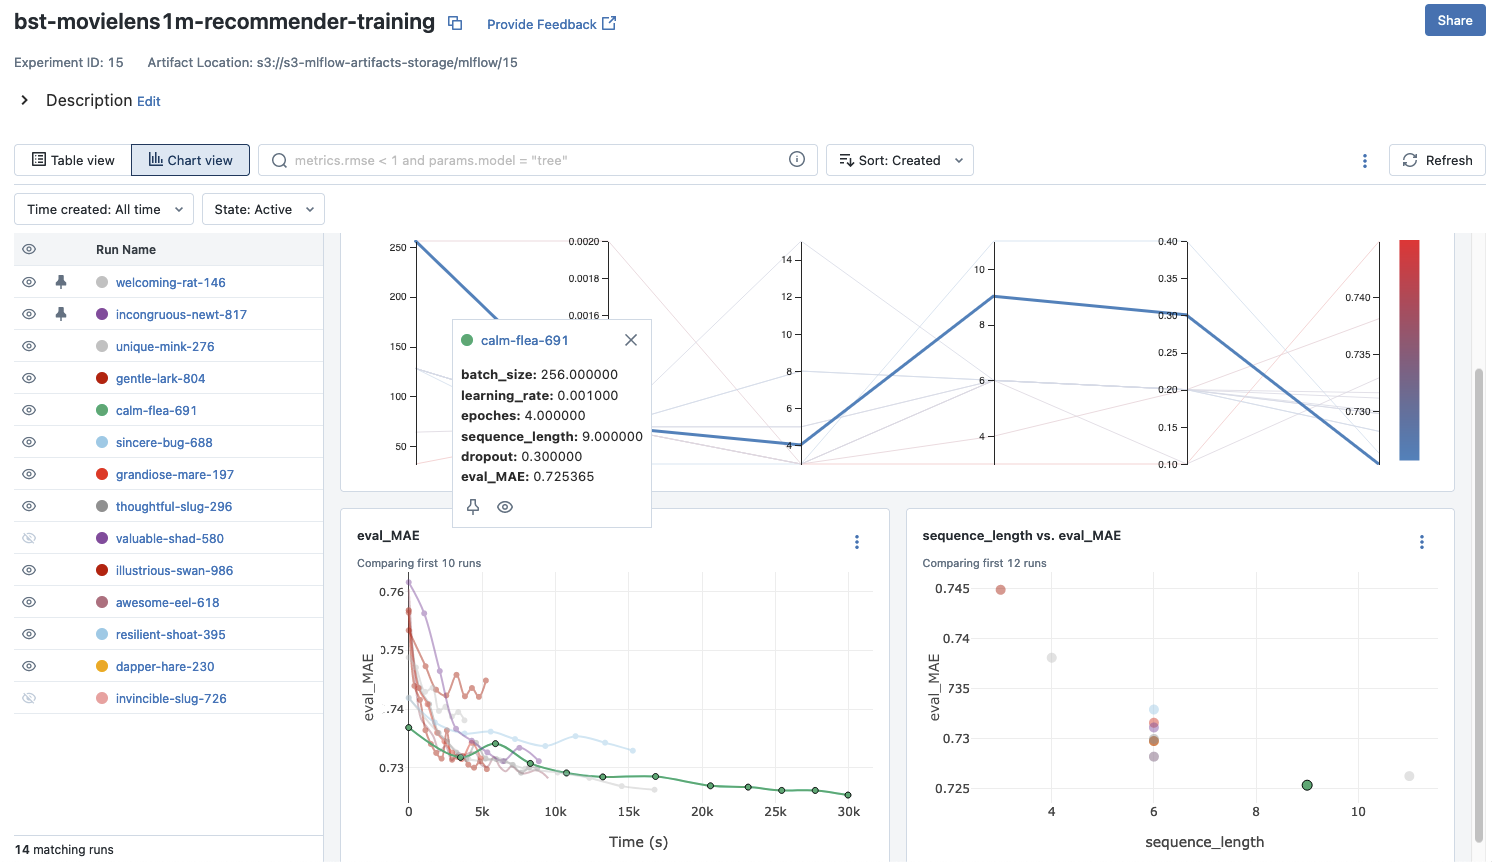 bst-movielens1m-recommender-training
Provide Feedback
Share
Experiment ID: 15
Artifact Location: s3://s3-mlflow-artifacts-storage/mlflow/15
Description Edit
Table view
Chart view
metrics.rmse < 1 and params.model = "tree"
Sort: Created
Refresh
Time created: All time
State: Active
Run Name
welcoming-rat-146
incongruous-newt-817
unique-mink-276
gentle-lark-804
calm-flea-691
sincere-bug-688
grandiose-mare-197
thoughtful-slug-296
valuable-shad-580
illustrious-swan-986
awesome-eel-618
resilient-shoat-395
dapper-hare-230
invincible-slug-726
14 matching runs
250
200
150
100
50
0.0020
0.0018
0.0016
14
12
10
8
6
4
10
8
6
4
0.40
0.30
0.25
0.20
0.15
0.10
0.740
0.735
0.730
calm-flea-691
batch_size: 256.000000
learning_rate: 0.001000
epoches: 4.000000
sequence_length: 9.000000
dropout: 0.300000
eval_MAE: 0.725365
eval_MAE
Comparing first 10 runs
0.76
0.75
0.74
0.73
eval_MAE
0
5k
10k
15k
20k
25k
30k
Time (s)
sequence_length vs. eval_MAE
Comparing first 12 runs
0.745
0.74
735
0.73
0.725
eval_MAE
4
6
8
10
sequence_length